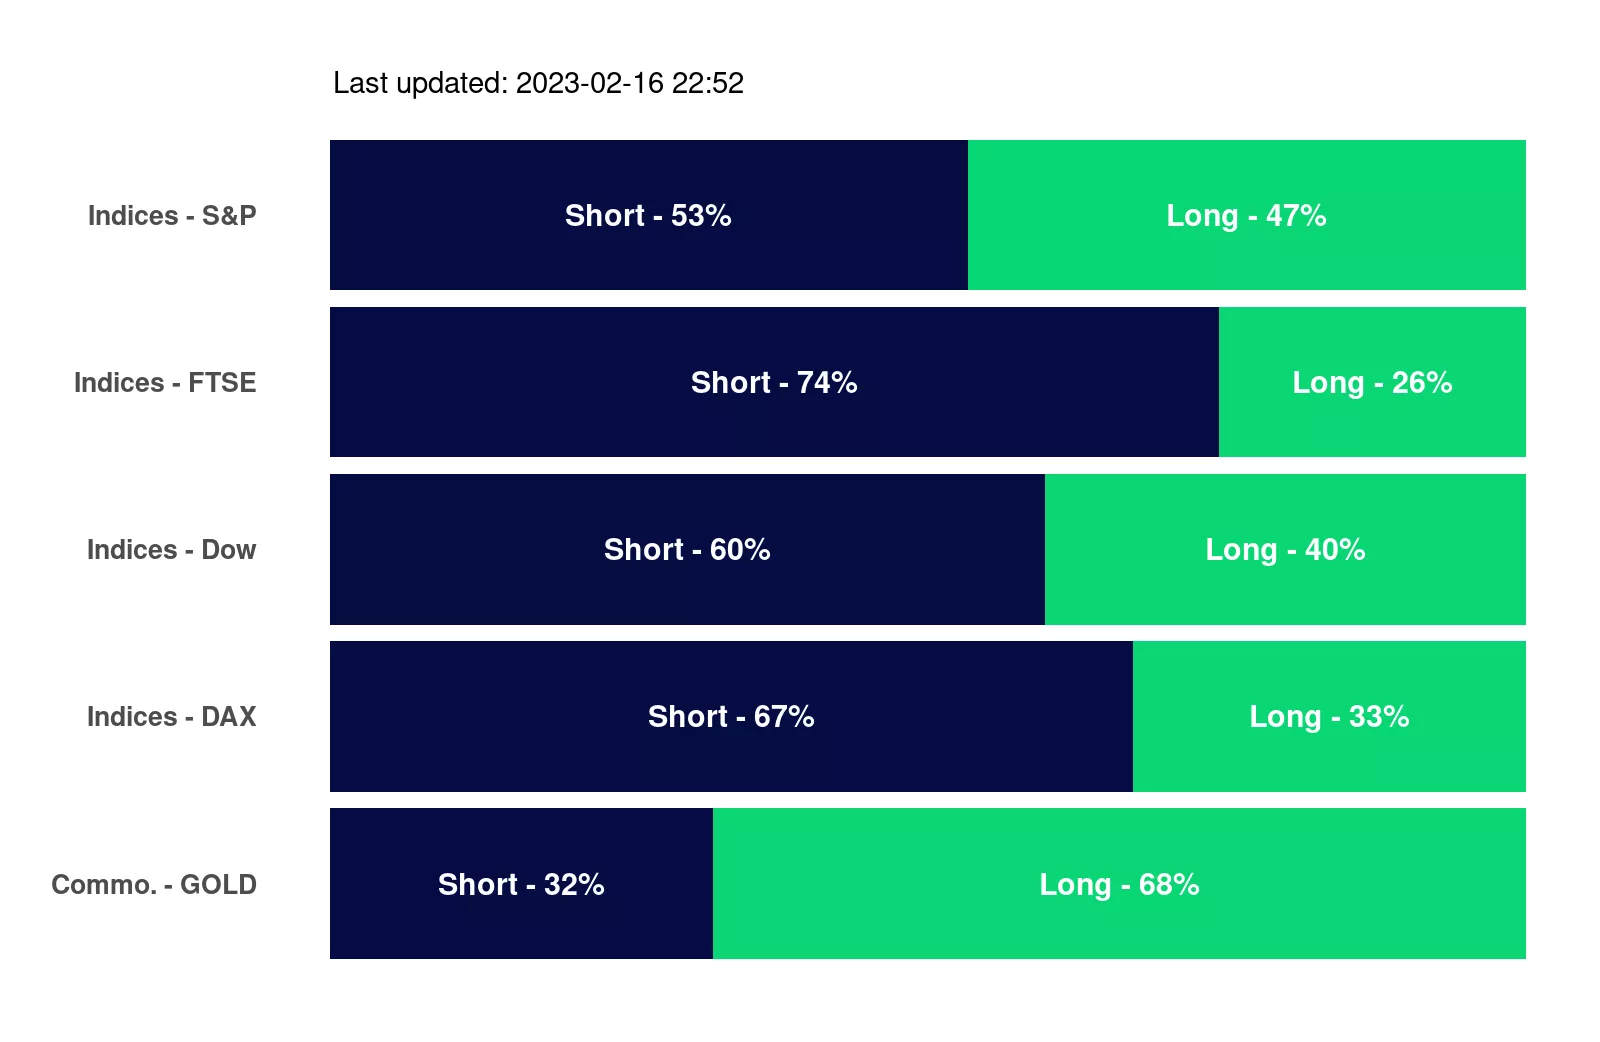 Last updated: 2023-02-16 22:52
Indices - S&P
Short - 53%
Long - 47%
Indices - FTSE
Short - 74%
Long - 26%
Indices - Dow
Short - 60%
Long - 40%
Indices - DAX
Short - 67%
Long - 33%
Commo. - GOLD
Short - 32%
Long - 68%